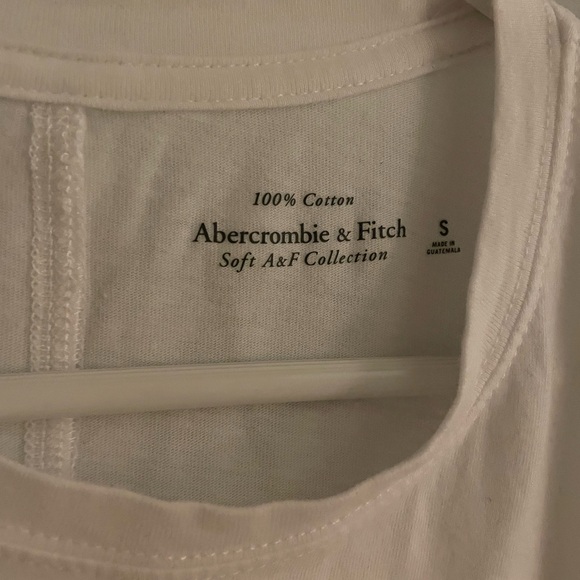 100% Cotton
Abercrombie & Fitch
Soft A&F Collection
S
MADE IN
GUATEMALA